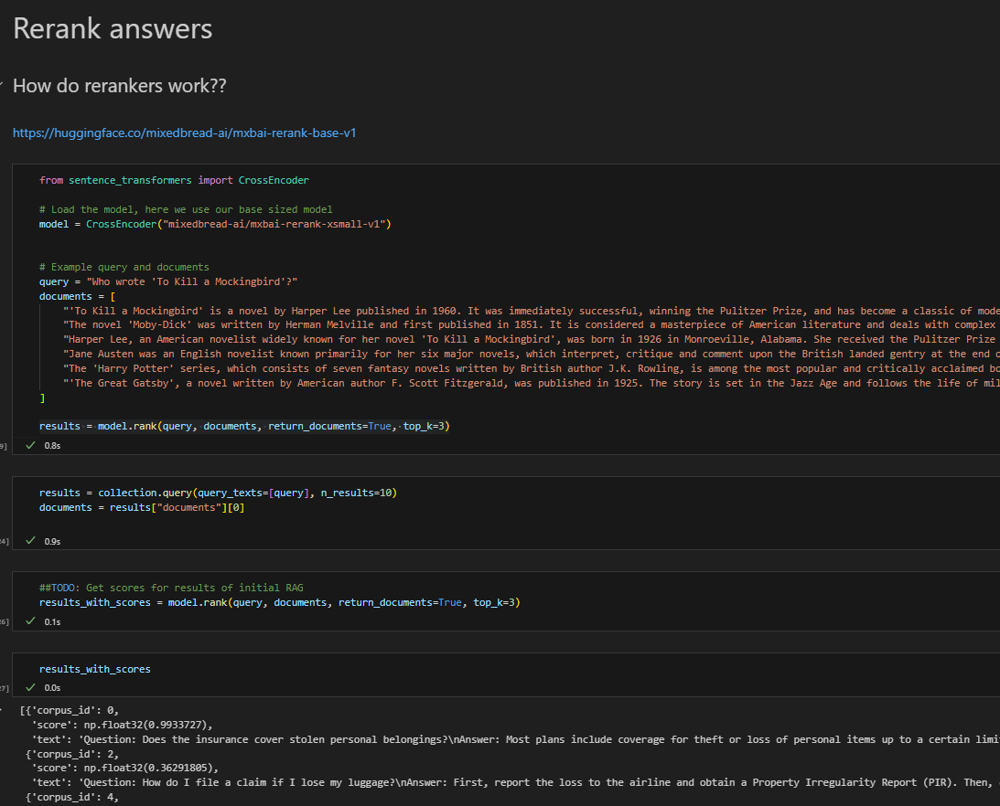 Rerank answers
How do rerankers work??
https://huggingface.co/mixedbread-ai/mxbai-rerank-base-v1
from sentence_transformers import CrossEncoder
# Load the model, here we use our base sized model
model = CrossEncoder("mixedbread-ai/mxbai-rerank-xsmall-v1")
# Example query and documents
query = "Who wrote 'To Kill a Mockingbird'?"
documents = [
"'To Kill a Mockingbird' is a novel by Harper Lee published in 1960. It was immediately successful, winning the Pulitzer Prize, and has become a classic of mode
"The novel 'Moby-Dick' was written by Herman Melville and first published in 1851. It is considered a masterpiece of American literature and deals with complex
"Harper Lee, an American novelist widely known for her novel 'To Kill a Mockingbird', was born in 1926 in Monroeville, Alabama. She received the Pulitzer Prize
"Jane Austen was an English novelist known primarily for her six major novels, which interpret, critique and comment upon the British landed gentry at the end o
"The 'Harry Potter' series, which consists of seven fantasy novels written by British author J.K. Rowling, is among the most popular and critically acclaimed bo
"'The Great Gatsby', a novel written by American author F. Scott Fitzgerald, was published in 1925. The story is set in the Jazz Age and follows the life of mil
]
results = model.rank(query, documents, return_documents=True, top_k=3)
9] 0.8s
results = collection.query(query_texts=[query], n_results=10)
documents = results["documents"][0]
24] 0.9s
##TODO: Get scores for results of initial RAG
results_with_scores = model.rank(query, documents, return_documents=True, top_k=3)
26] 0.1s
results_with_scores
27] 0.0s
[{'corpus_id': 0,
'score': np.float32(0.9933727),
'text': 'Question: Does the insurance cover stolen personal belongings?\nAnswer: Most plans include coverage for theft or loss of personal items up to a certain limi
{'corpus_id': 2,
'score': np.float32(0.36291805),
'text': 'Question: How do I file a claim if I lose my luggage?\nAnswer: First, report the loss to the airline and obtain a Property Irregularity Report (PIR). Then,
{'corpus_id': 4,